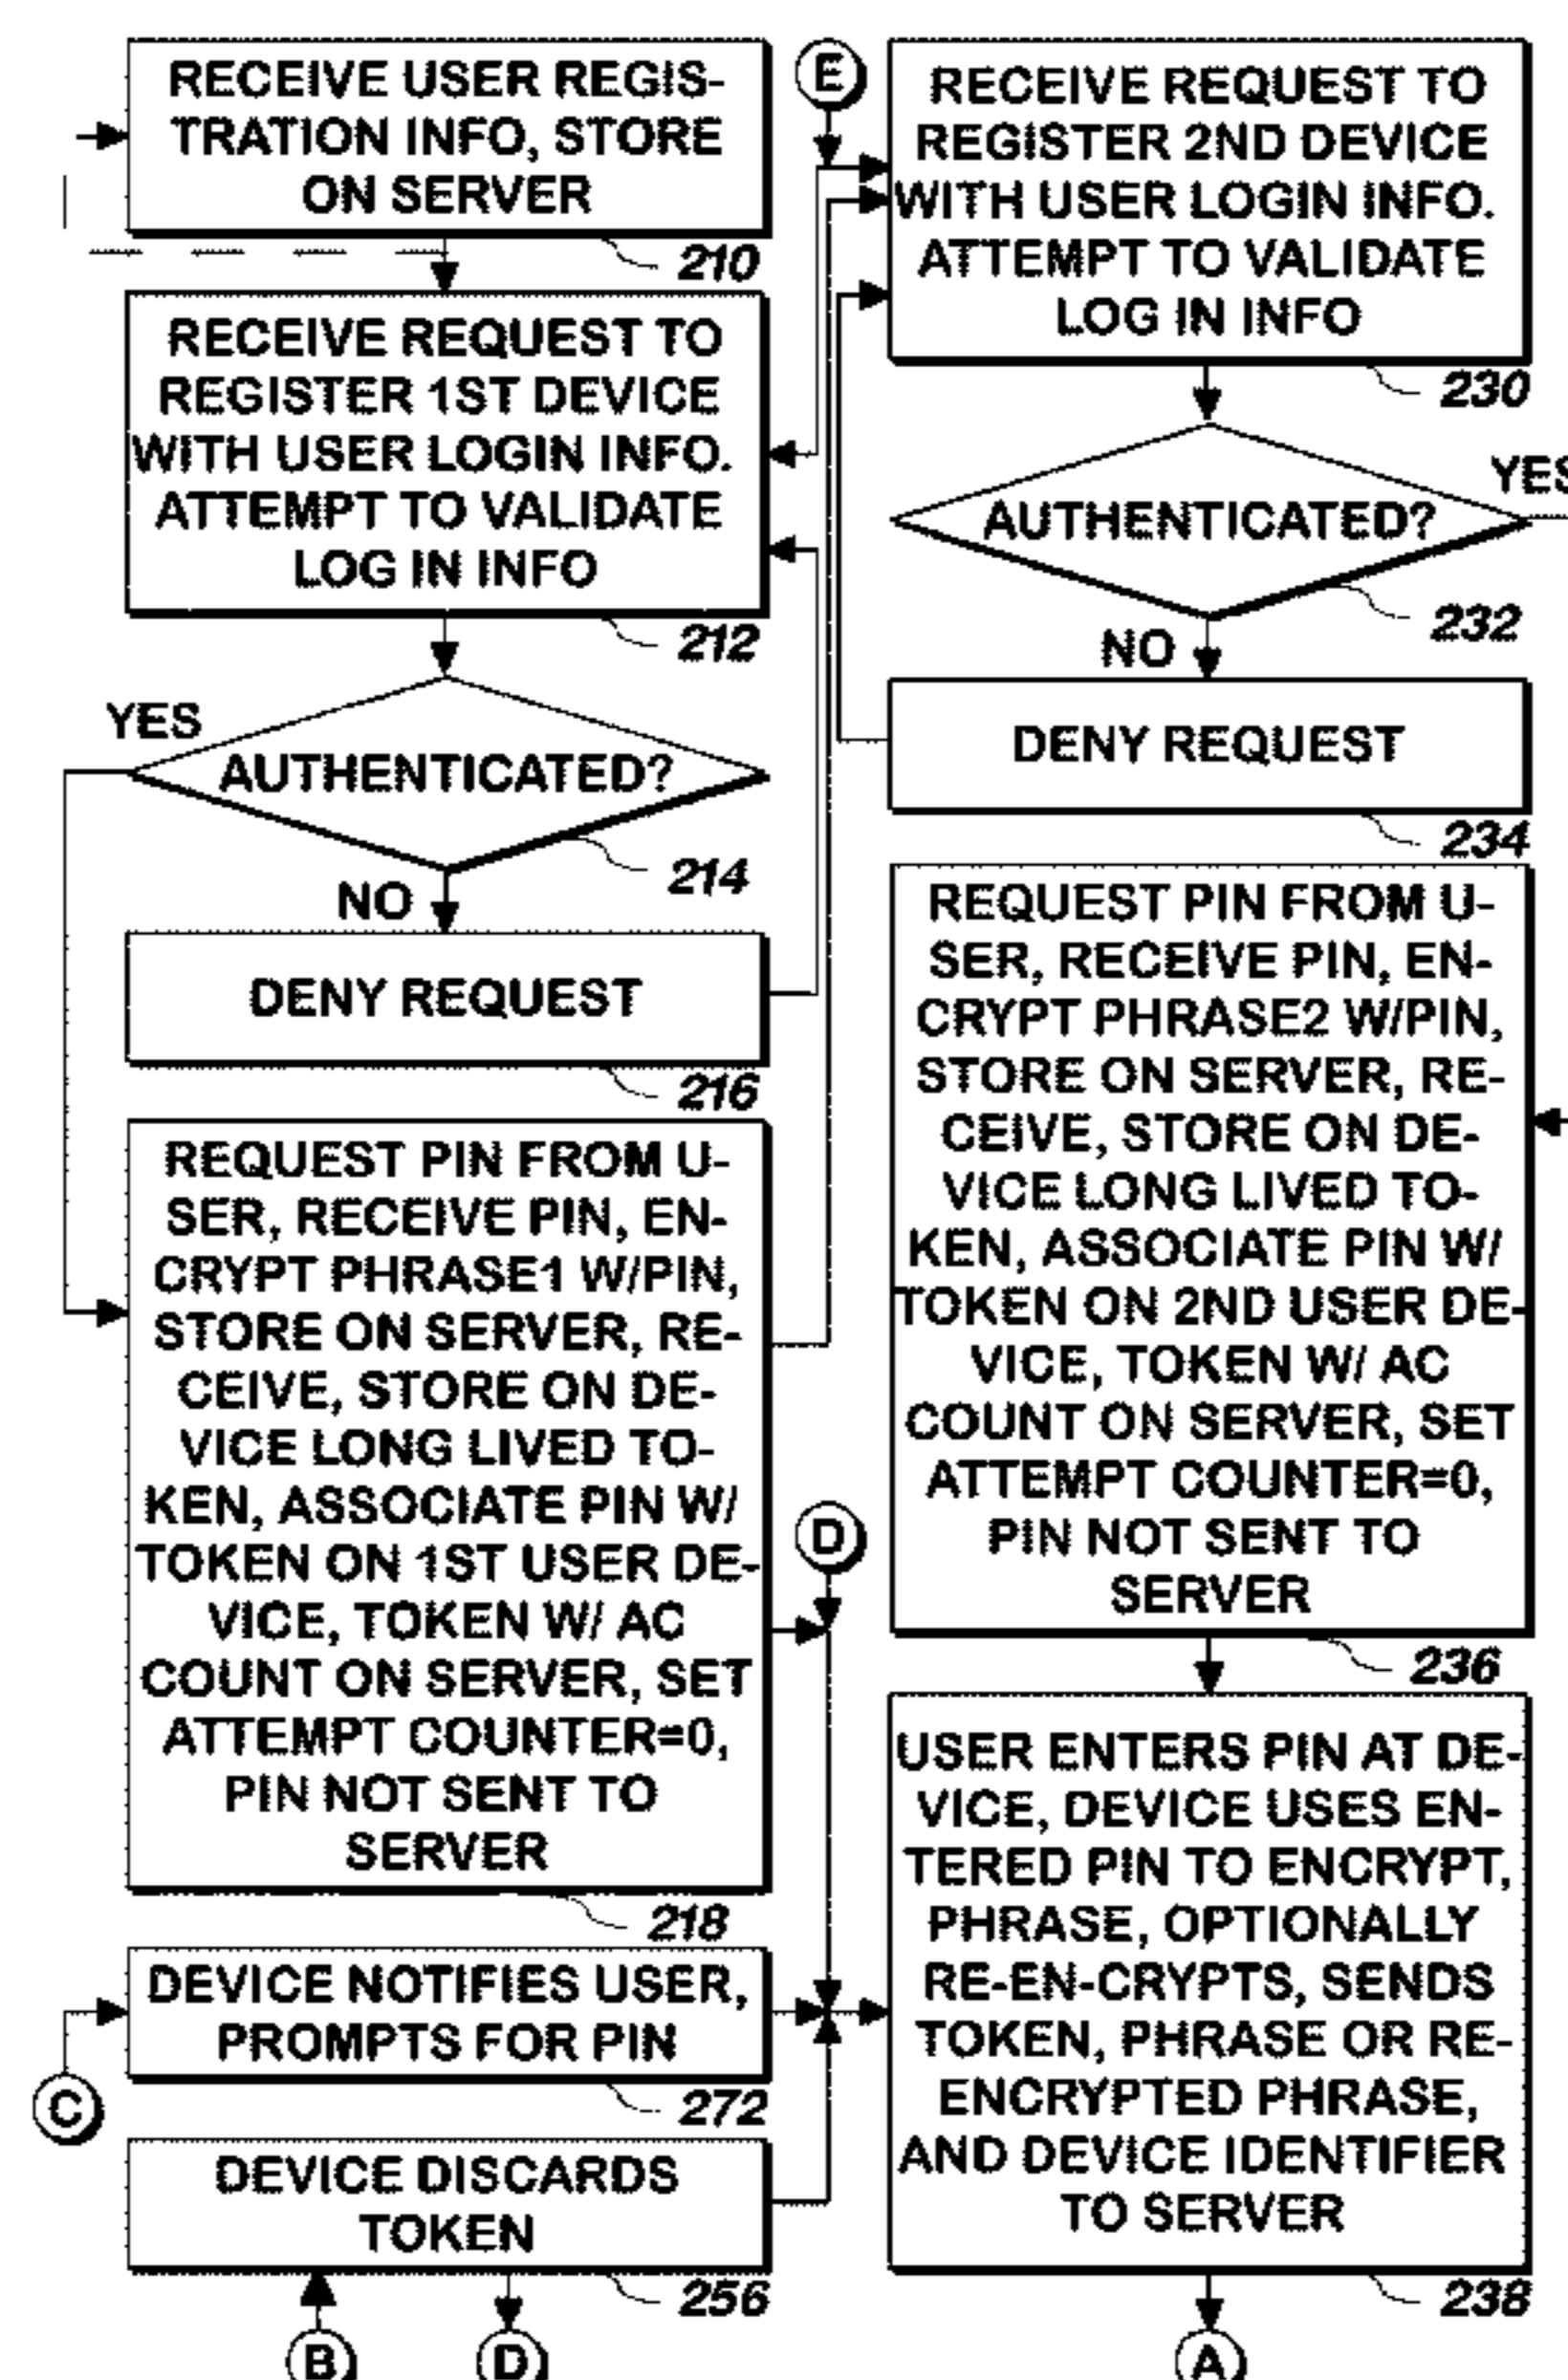 RECEIVE USER REGIS-
TRATION INFO, STORE
ON SERVER
210
RECEIVE REQUEST TO
REGISTER 1ST DEVICE
WITH USER LOGIN INFO.
ATTEMPT TO VALIDATE
LOG IN INFO
212
YES
AUTHENTICATED?
214
NO
DENY REQUEST
216
REQUEST PIN FROM U-
SER, RECEIVE PIN, EN-
CRYPT PHRASE1 W/PIN,
STORE ON SERVER, RE-
CEIVE, STORE ON DE-
VICE LONG LIVED TO-
KEN, ASSOCIATE PIN W/
TOKEN ON 1ST USER DE-
VICE, TOKEN W/ AC
COUNT ON SERVER, SET
ATTEMPT COUNTER=0,
PIN NOT SENT TO
SERVER
218
DEVICE NOTIFIES USER,
PROMPTS FOR PIN
272
C
DEVICE DISCARDS
TOKEN
256
B
D
E
RECEIVE REQUEST TO
REGISTER 2ND DEVICE
WITH USER LOGIN INFO.
ATTEMPT TO VALIDATE
LOG IN INFO
230
YES
AUTHENTICATED?
232
NO
DENY REQUEST
234
REQUEST PIN FROM U-
SER, RECEIVE PIN, EN-
CRYPT PHRASE2 W/PIN,
STORE ON SERVER, RE-
CEIVE, STORE ON DE-
VICE LONG LIVED TO-
KEN, ASSOCIATE PIN W/
TOKEN ON 2ND USER DE-
VICE, TOKEN W/ AC
COUNT ON SERVER, SET
ATTEMPT COUNTER=0,
PIN NOT SENT TO
SERVER
236
D
USER ENTERS PIN AT DE-
VICE, DEVICE USES EN-
TERED PIN TO ENCRYPT,
PHRASE, OPTIONALLY
RE-EN-CRYPTS, SENDS
TOKEN, PHRASE OR RE-
ENCRYPTED PHRASE,
AND DEVICE IDENTIFIER
TO SERVER
238
A